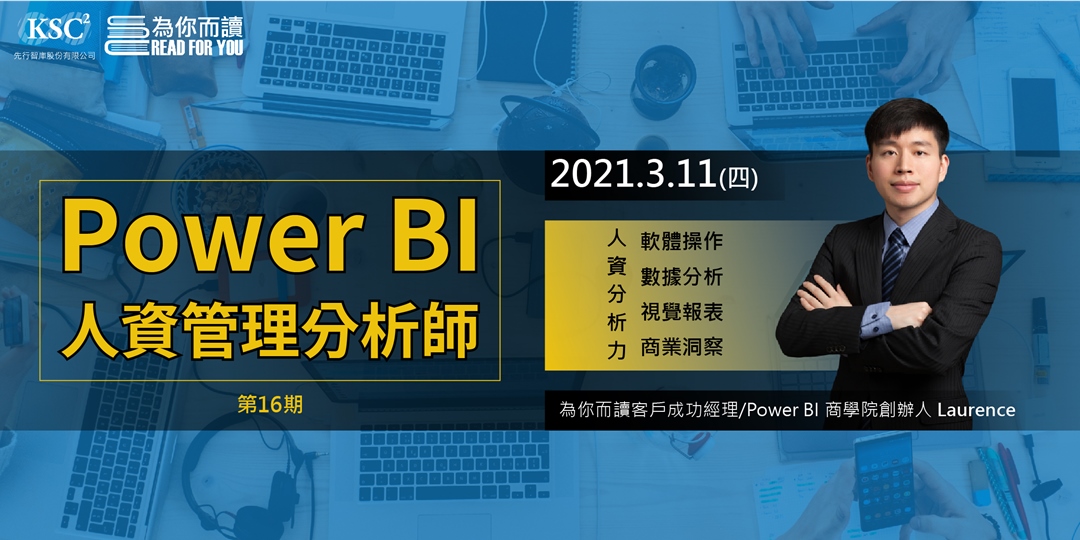 KSC²
先行智庫股份有限公司
為你而讀
READ FOR YOU
Power BI
人資管理分析師
第16期
2021.3.11(四)
人資分析力
軟體操作
數據分析
視覺報表
商業洞察
為你而讀客戶成功經理/Power BI 商學院創辦人 Laurence